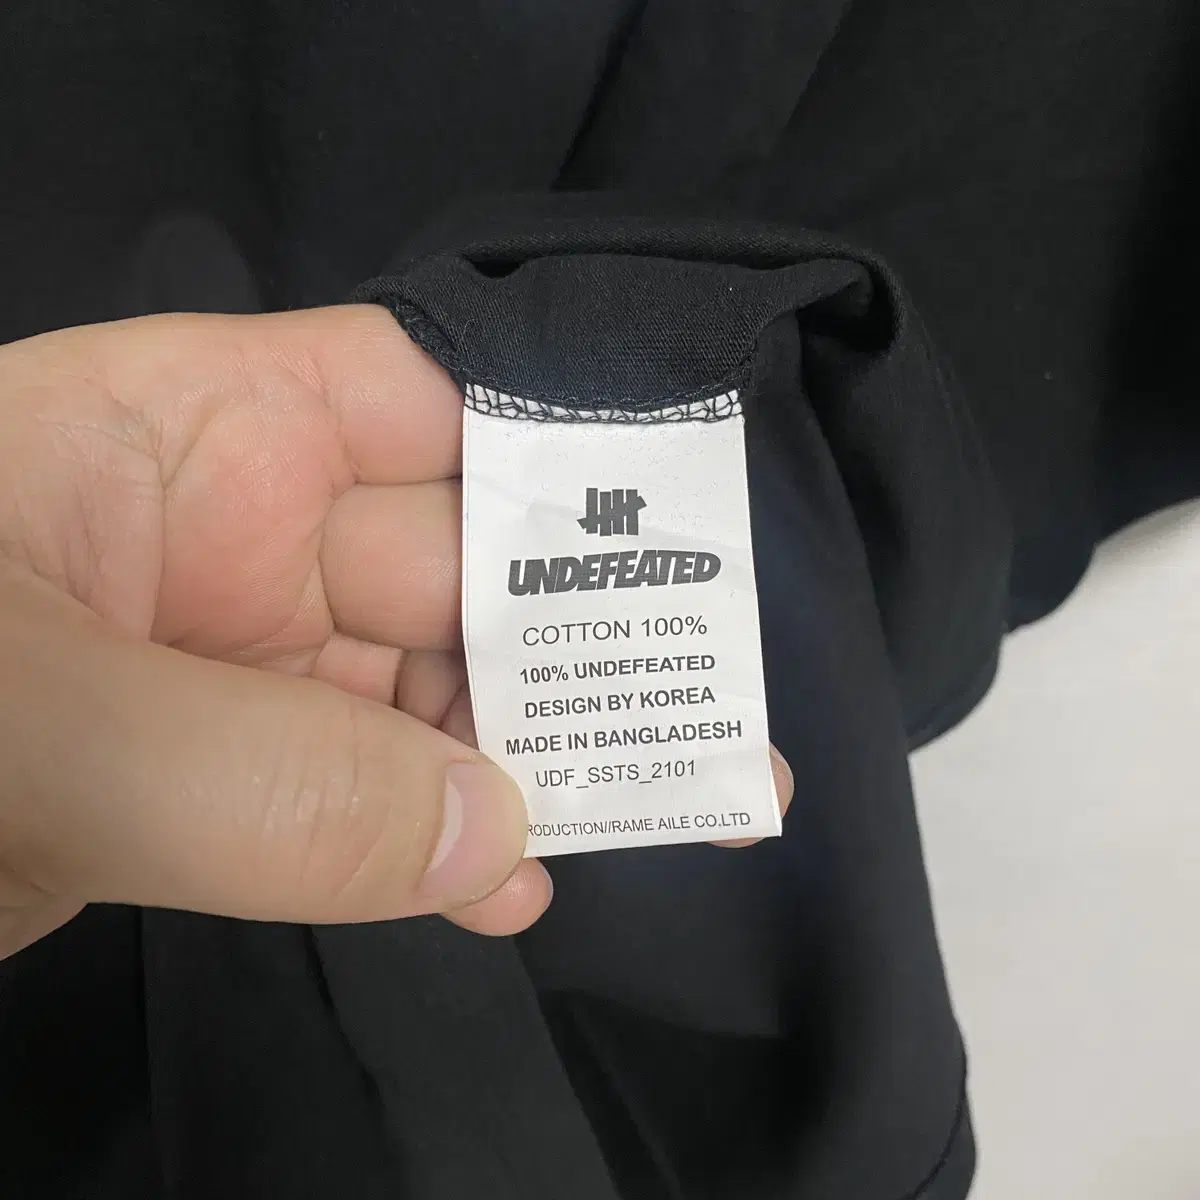 UNDEFEATED
COTTON 100%
100% UNDEFEATED
DESIGN BY KOREA
MADE IN BANGLADESH
UDF_SSTS_2101
RODUCTION//RAME AILE CO.LTD